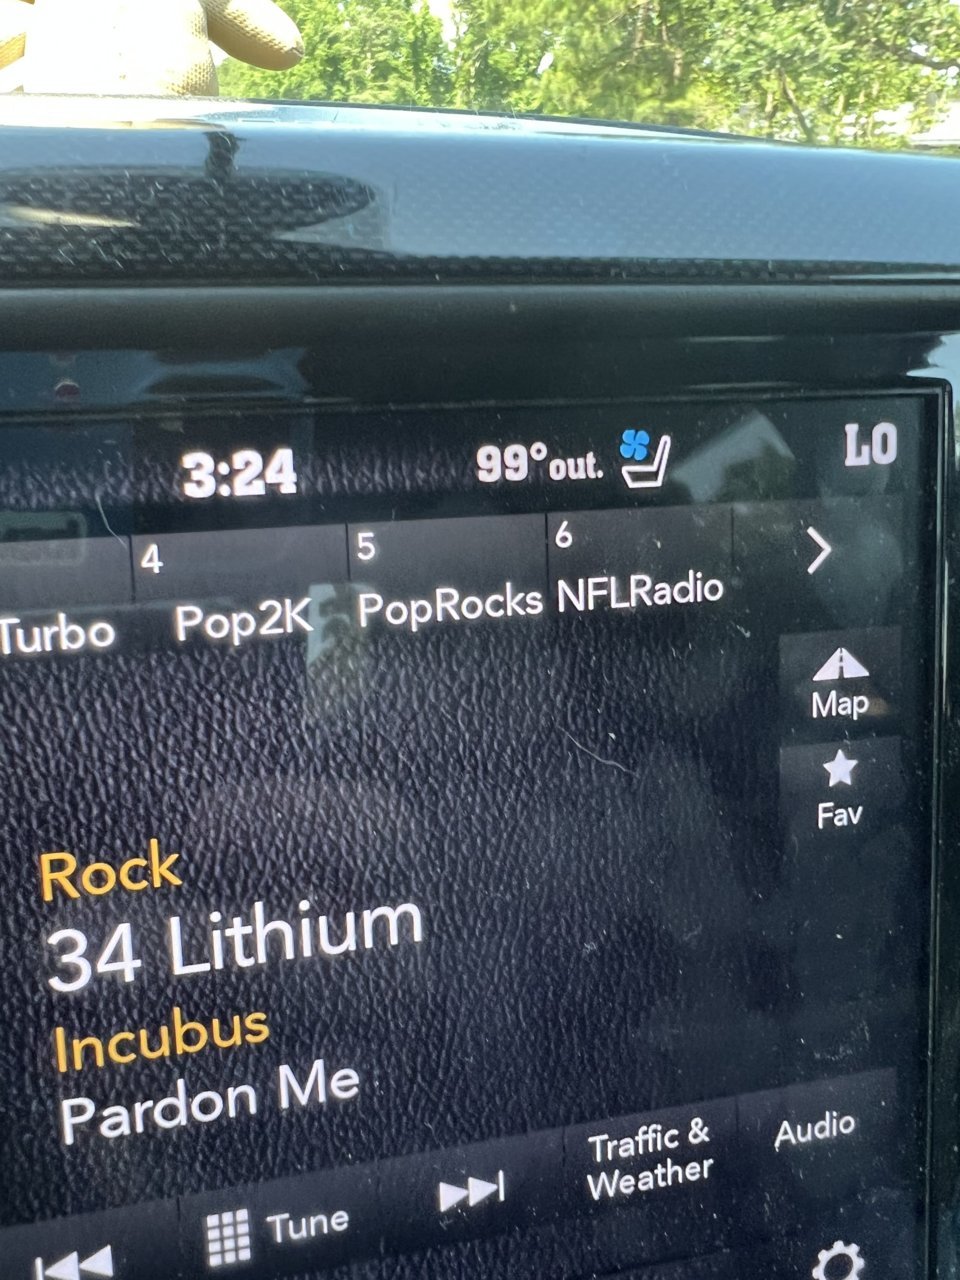 3:24 99°out. LO
4 5 6
Turbo Pop2K PopRocks NFLRadio
Map
Fav
Rock
34 Lithium
Incubus
Pardon Me
Tune
Traffic &
Weather
Audio